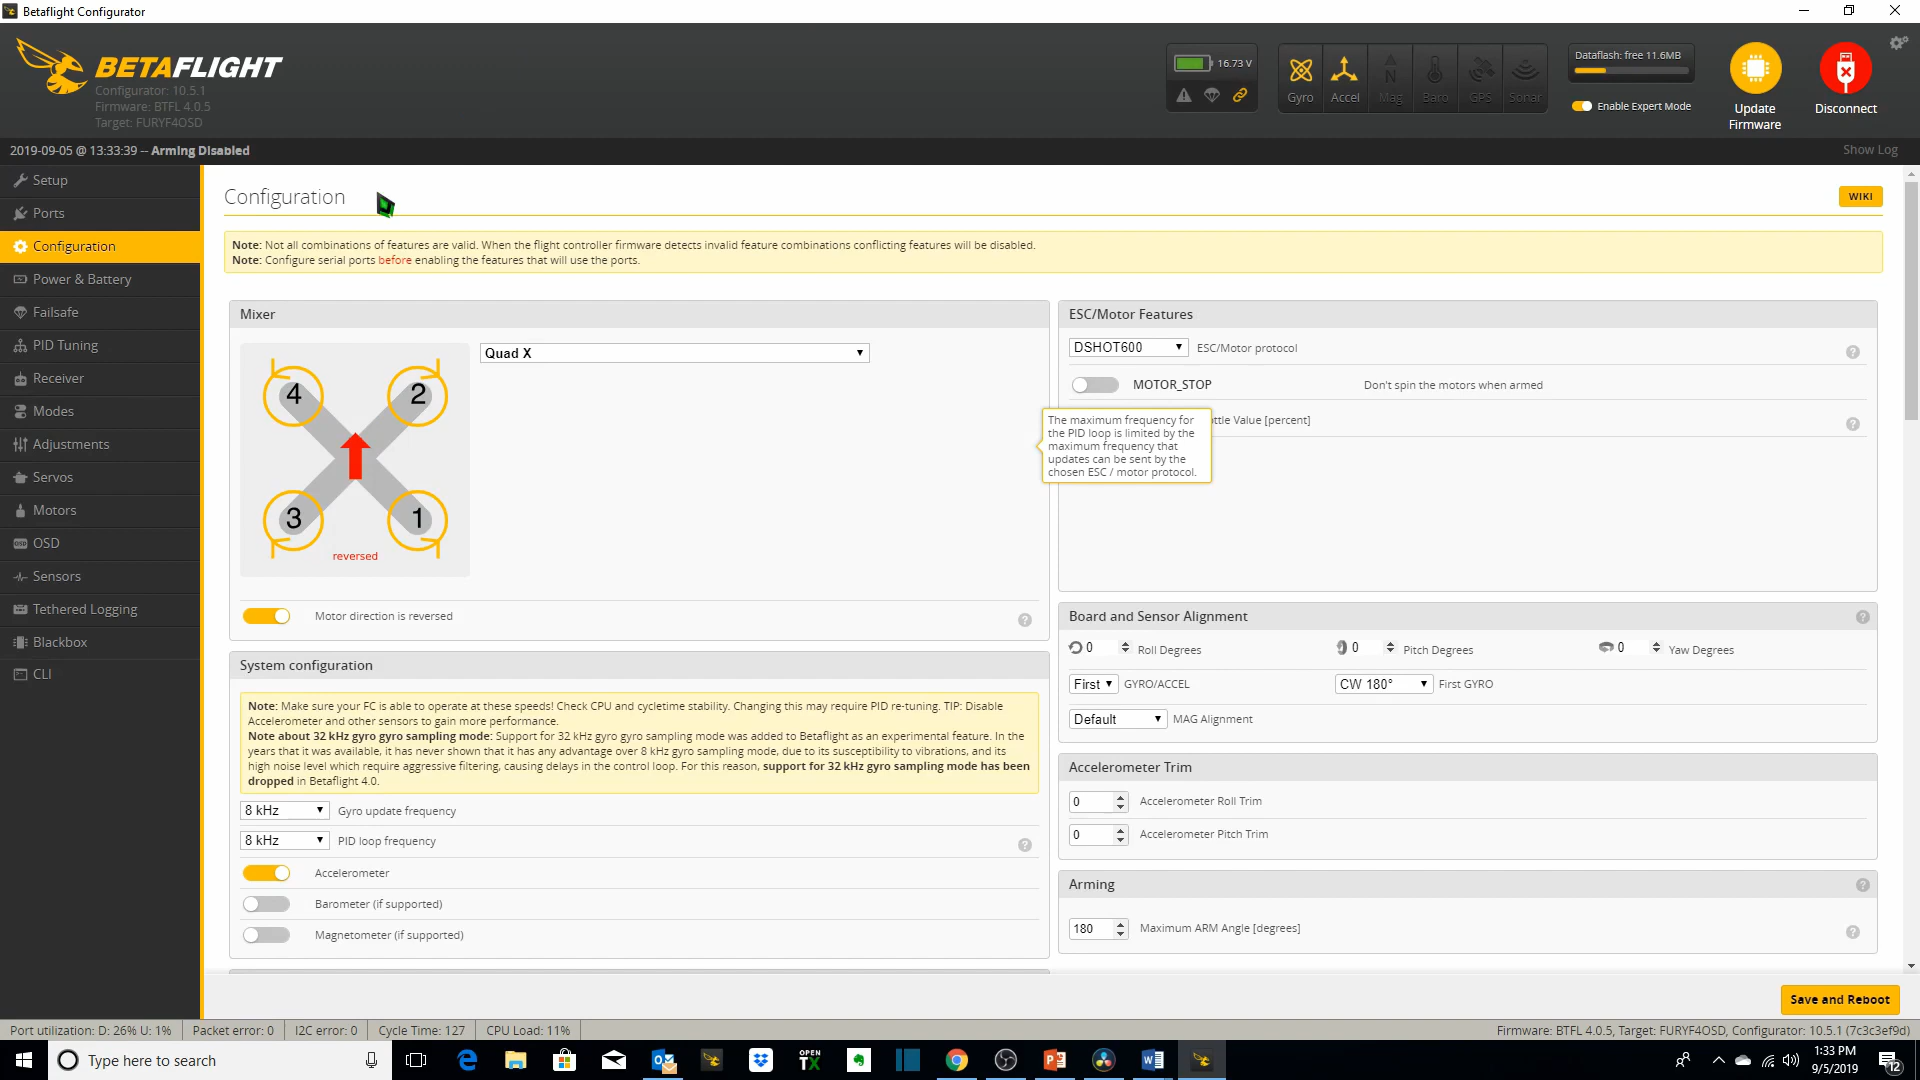 Betaflight Configurator
BETAFLIGHT
Configurator: 10.5.1
Firmware: BTFL 4.0.5
Target: FURYF4OSD
16.73 V
Gyro
Accel
Mag
Baro
GPS
Sonar
Dataflash: free 11.6MB
Enable Expert Mode
Update
Firmware
Disconnect
2019-09-05 @ 13:33:39 -- Arming Disabled
Show Log
Setup
Ports
Configuration
Power & Battery
Failsafe
PID Tuning
Receiver
Modes
Adjustments
Servos
Motors
OSD
OSD
Sensors
Tethered Logging
Blackbox
CLI
Configuration
WIKI
Note: Not all combinations of features are valid. When the flight controller firmware detects invalid feature combinations conflicting features will be disabled.
Note: Configure serial ports before enabling the features that will use the ports.
Mixer
Quad X
4
2
3
1
reversed
Motor direction is reversed
?
System configuration
Note: Make sure your FC is able to operate at these speeds! Check CPU and cycletime stability. Changing this may require PID re-tuning. TIP: Disable
Accelerometer and other sensors to gain more performance.
Note about 32 kHz gyro gyro sampling mode: Support for 32 kHz gyro gyro sampling mode was added to Betaflight as an experimental feature. In the
years that it was available, it has never shown that it has any advantage over 8 kHz gyro sampling mode, due to its susceptibility to vibrations, and its
high noise level which require aggressive filtering, causing delays in the control loop. For this reason, support for 32 kHz gyro sampling mode has been
dropped in Betaflight 4.0.
8 kHz
Gyro update frequency
8 kHz
PID loop frequency
?
Accelerometer
Barometer (if supported)
Magnetometer (if supported)
ESC/Motor Features
DSHOT600
ESC/Motor protocol
?
MOTOR_STOP
Don't spin the motors when armed
ottle Value [percent]
?
The maximum frequency for
the PID loop is limited by the
maximum frequency that
updates can be sent by the
chosen ESC / motor protocol.
Board and Sensor Alignment
?
0
Roll Degrees
0
Pitch Degrees
0
Yaw Degrees
First
GYRO/ACCEL
CW 180°
First GYRO
Default
MAG Alignment
Accelerometer Trim
0
Accelerometer Roll Trim
0
Accelerometer Pitch Trim
Arming
?
180
Maximum ARM Angle [degrees]
?
Save and Reboot
Port utilization: D: 26% U: 1%
Packet error: 0
I2C error: 0
Cycle Time: 127
CPU Load: 11%
Firmware: BTFL 4.0.5, Target: FURYF4OSD, Configurator: 10.5.1 (7c3c3ef9d)
Type here to search
OPEN
TX
1:33 PM
9/5/2019
12